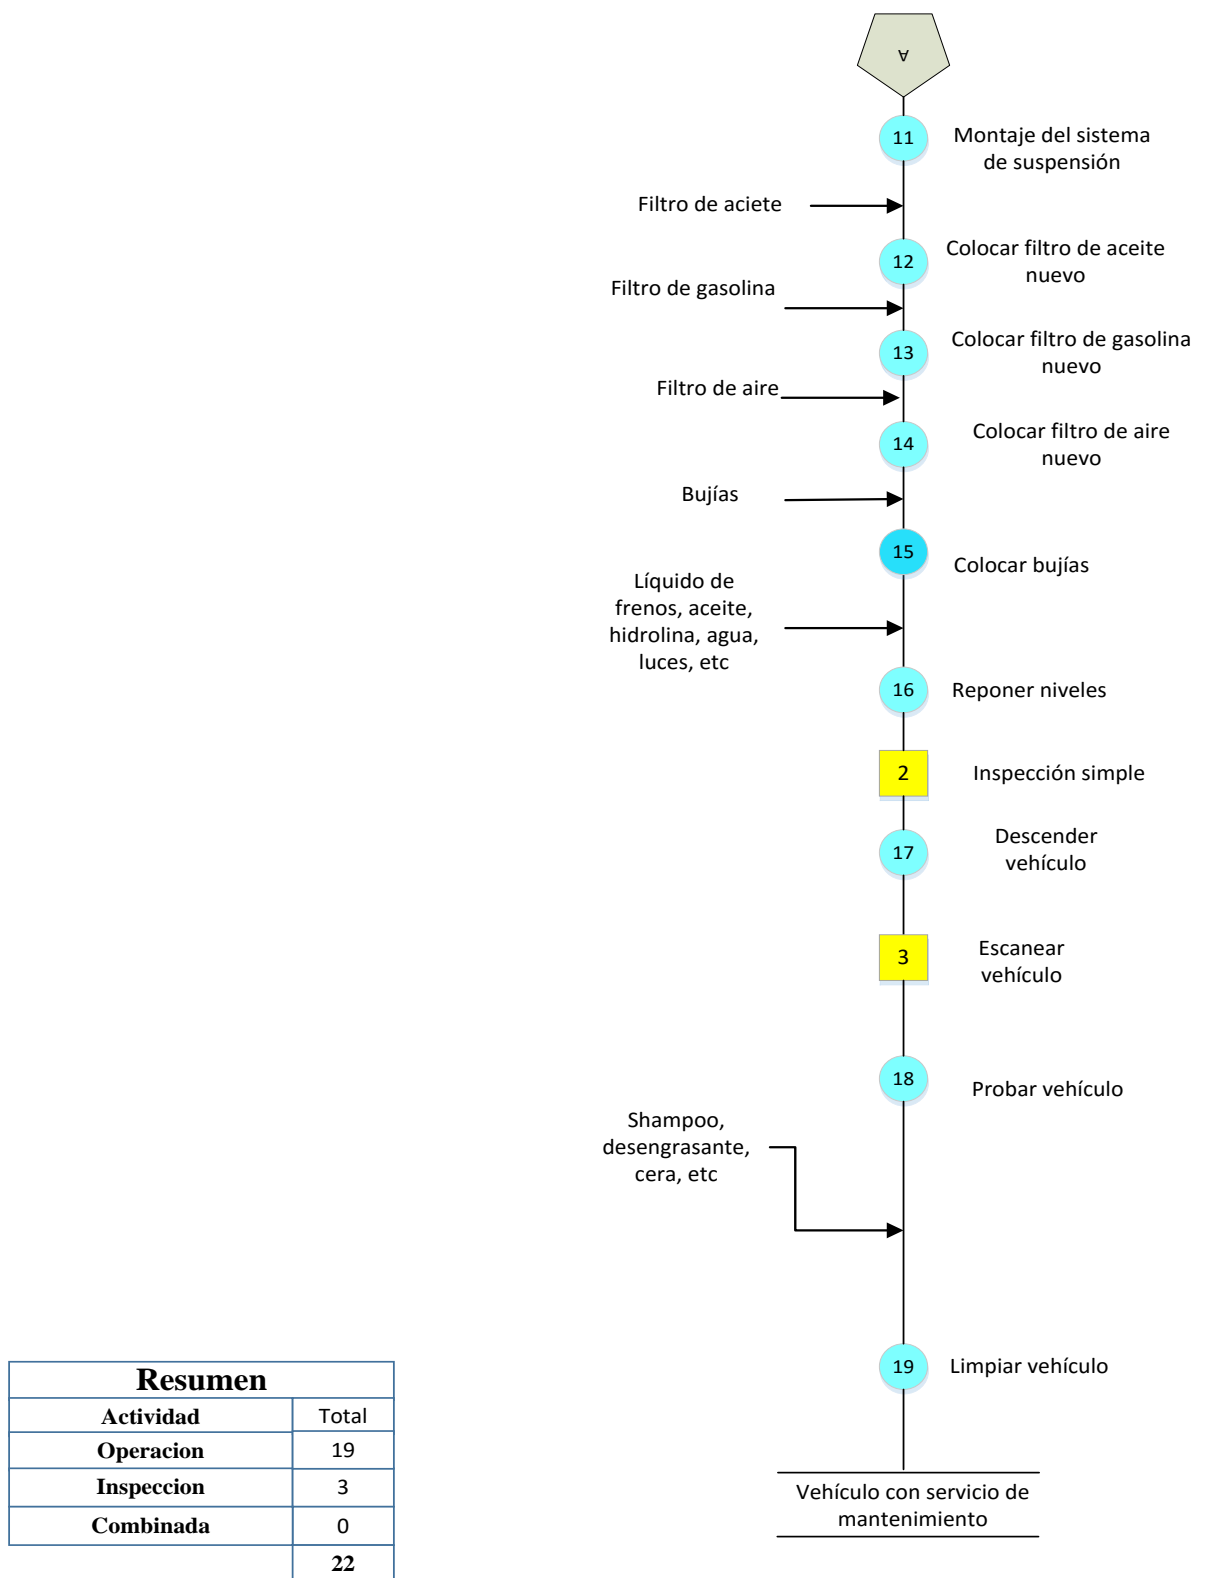 ∀
11
Montaje del sistema
de suspensión
Filtro de aciete
12
Colocar filtro de aceite
nuevo
Filtro de gasolina
13
Colocar filtro de gasolina
nuevo
Filtro de aire
14
Colocar filtro de aire
nuevo
Bujías
15
Colocar bujías
Líquido de
frenos, aceite,
hidrolina, agua,
luces, etc
16
Reponer niveles
2
Inspección simple
17
Descender
vehículo
3
Escanear
vehículo
18
Probar vehículo
Shampoo,
desengrasante,
cera, etc
19
Limpiar vehículo
Vehículo con servicio de
mantenimiento
Resumen
Actividad Total
Operacion 19
Inspeccion 3
Combinada 0
22